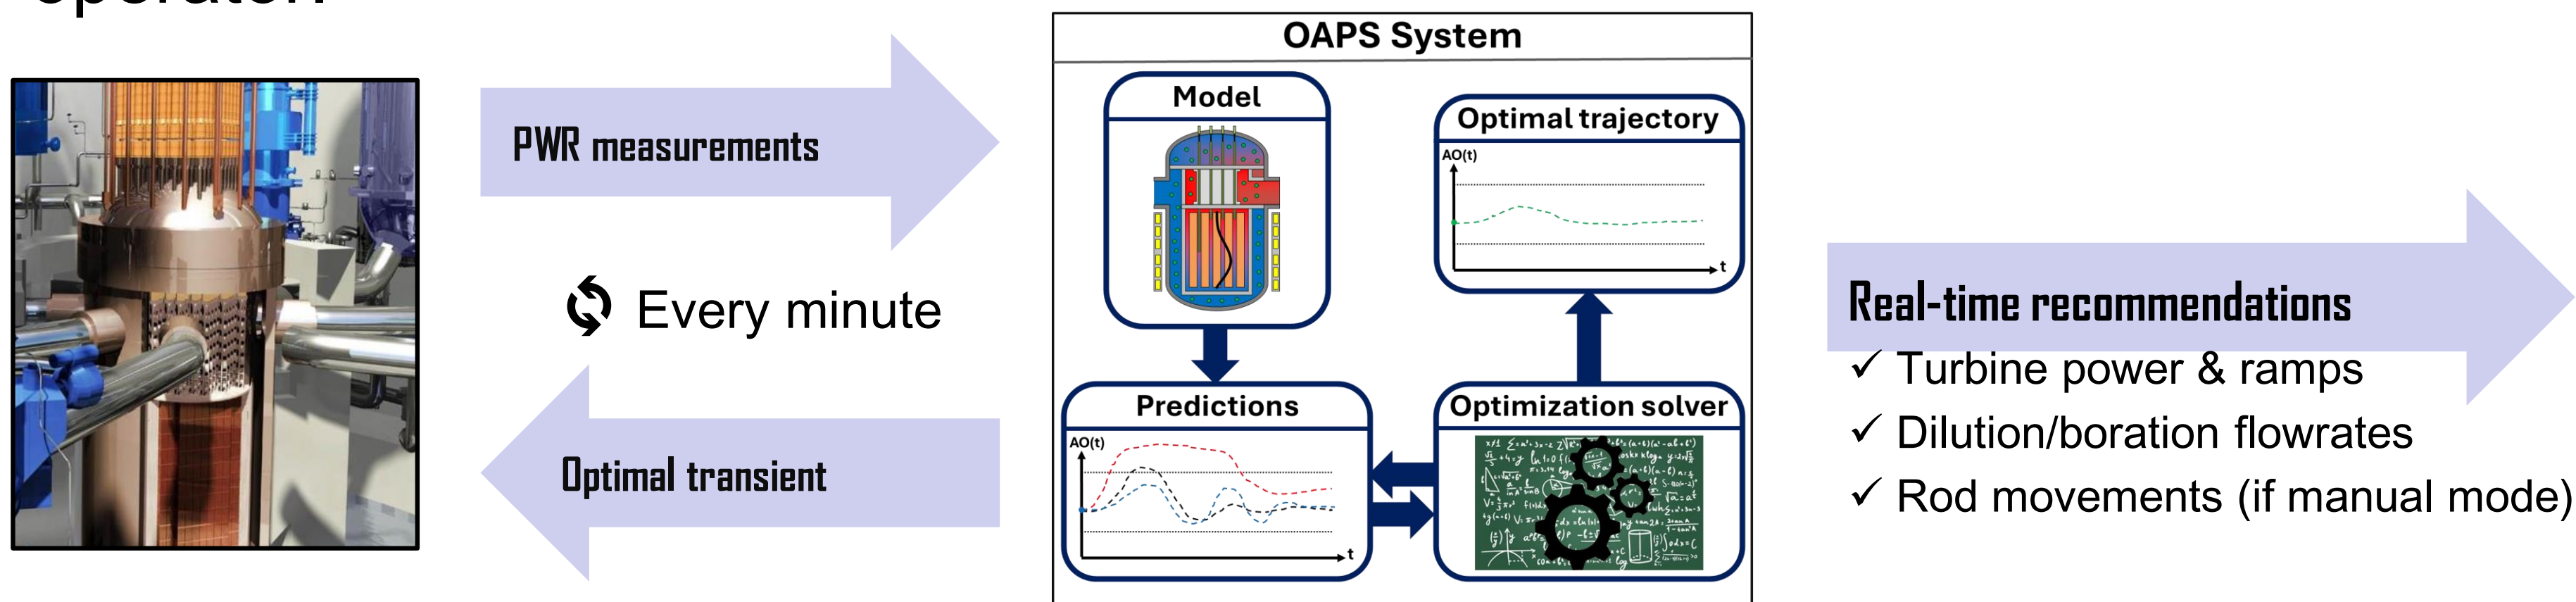 operator.
PWR measurements
Every minute
Optimal transient
OAPS System
Model
Optimal trajectory
AO(t)
t
Predictions
AO(t)
t
Optimization solver
Real-time recommendations
✓ Turbine power & ramps
✓ Dilution/boration flowrates
✓ Rod movements (if manual mode)